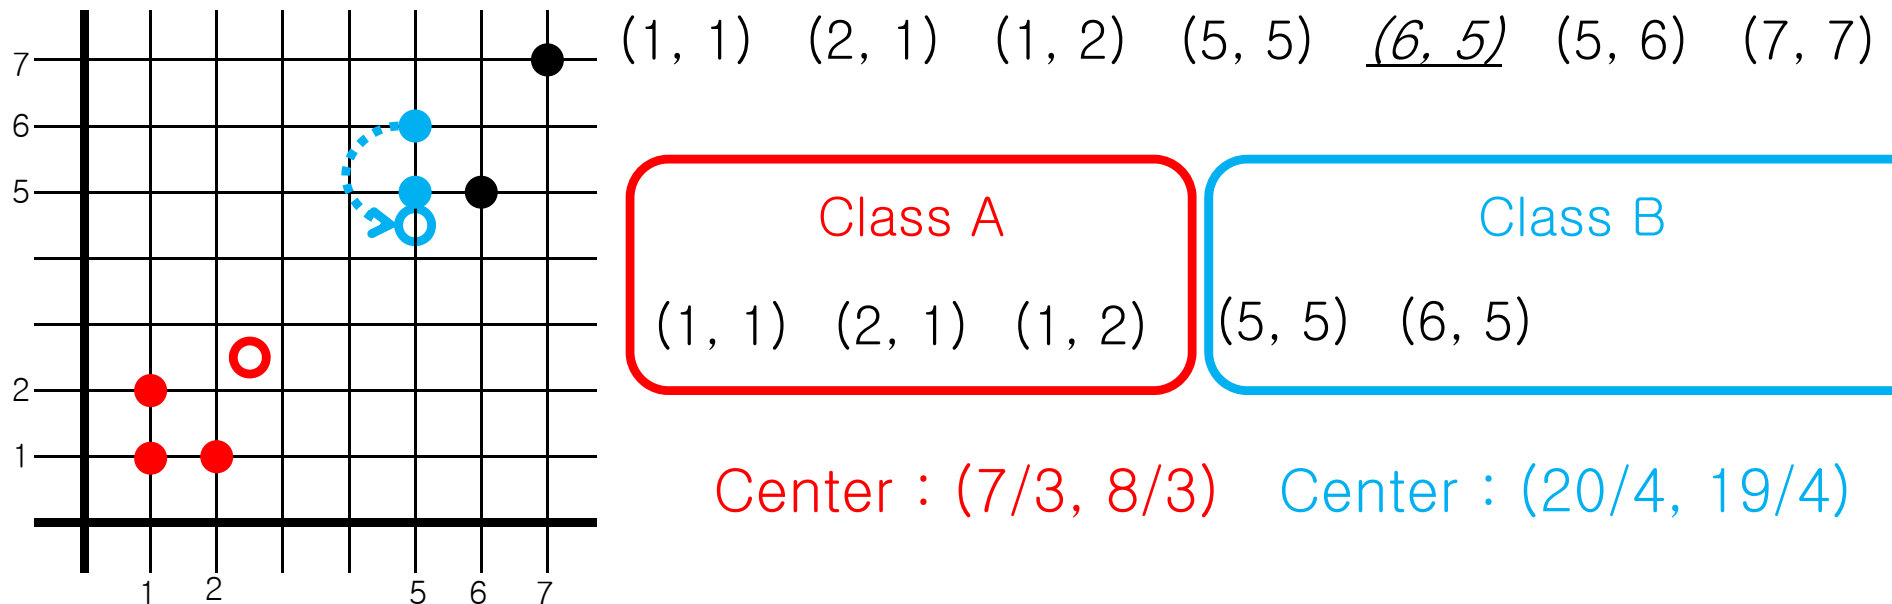 (1, 1) (2, 1) (1, 2) (5, 5) (6, 5) (5, 6) (7, 7)
7
6
5
2
1
1 2 5 6 7
Class A
(1, 1) (2, 1) (1, 2)
Center : (7/3, 8/3)
Class B
(5, 5) (6, 5)
Center : (20/4, 19/4)